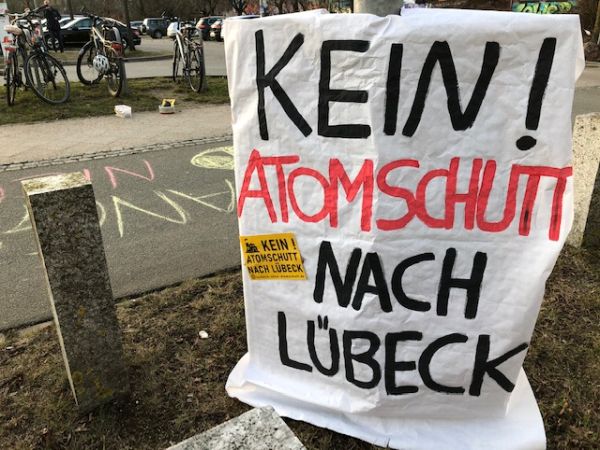 KEIN!
ATOMSCHUTT
NACH
LÜBECK
KEIN!
ATOMSCHUTT
NACH LÜBECK